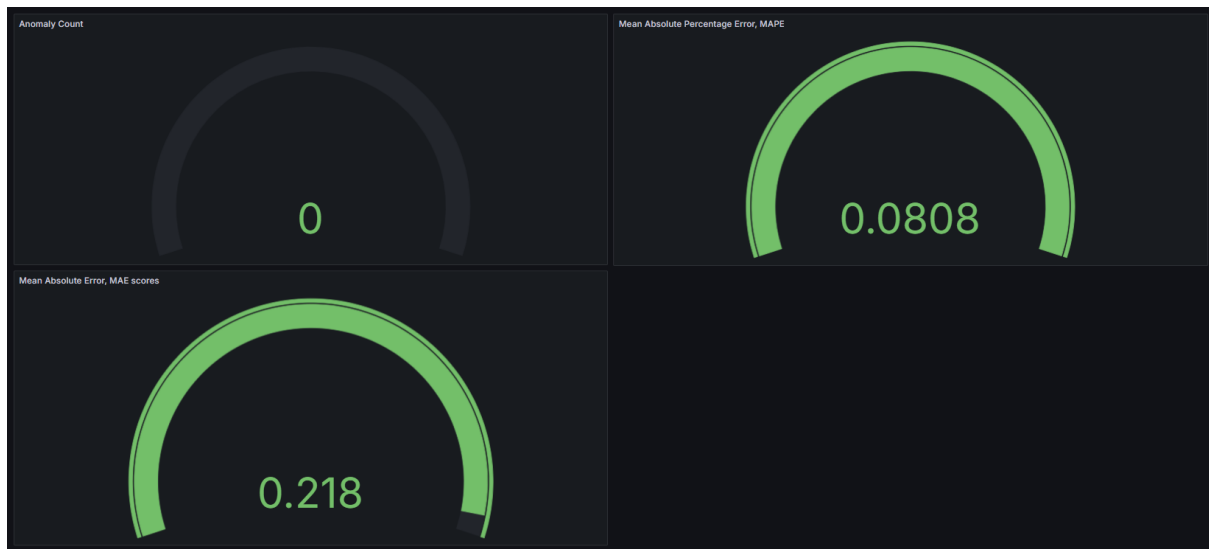 Anomaly Count
0
Mean Absolute Percentage Error, MAPE
0.0808
Mean Absolute Error, MAE scores
0.218